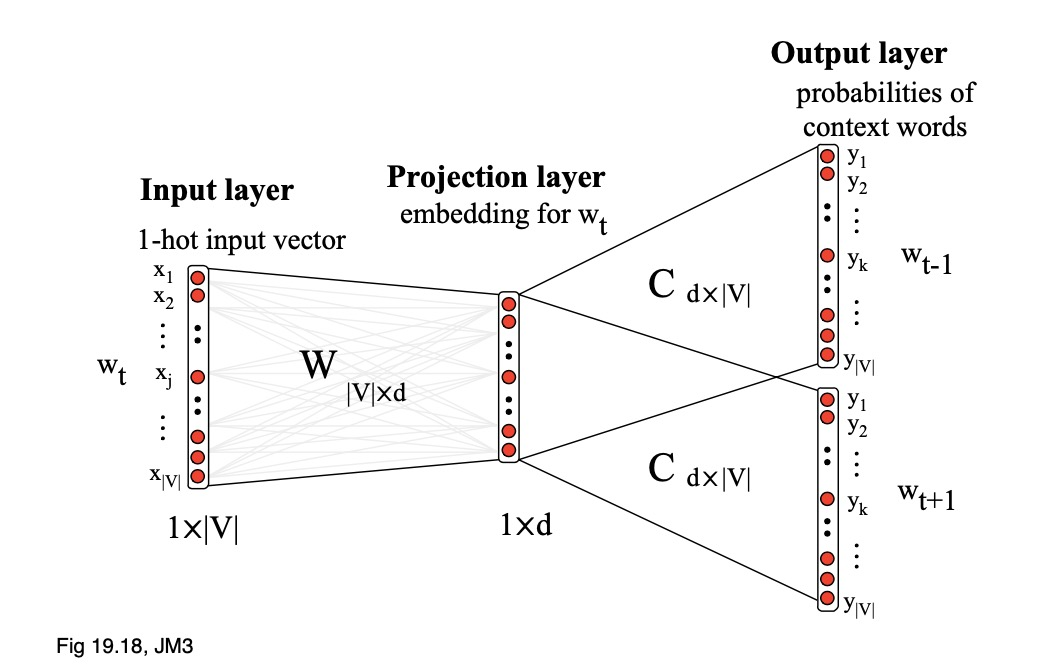 Output layer
probabilities of
context words
Input layer
1-hot input vector
Projection layer
embedding for wt
x1
x2
⋮
xj
⋮
x|V|
wt
1×|V|
W |V|×d
1×d
C d×|V|
C d×|V|
y1
y2
⋮
yk
⋮
y|V|
wt-1
y1
y2
⋮
yk
⋮
y|V|
wt+1
Fig 19.18, JM3